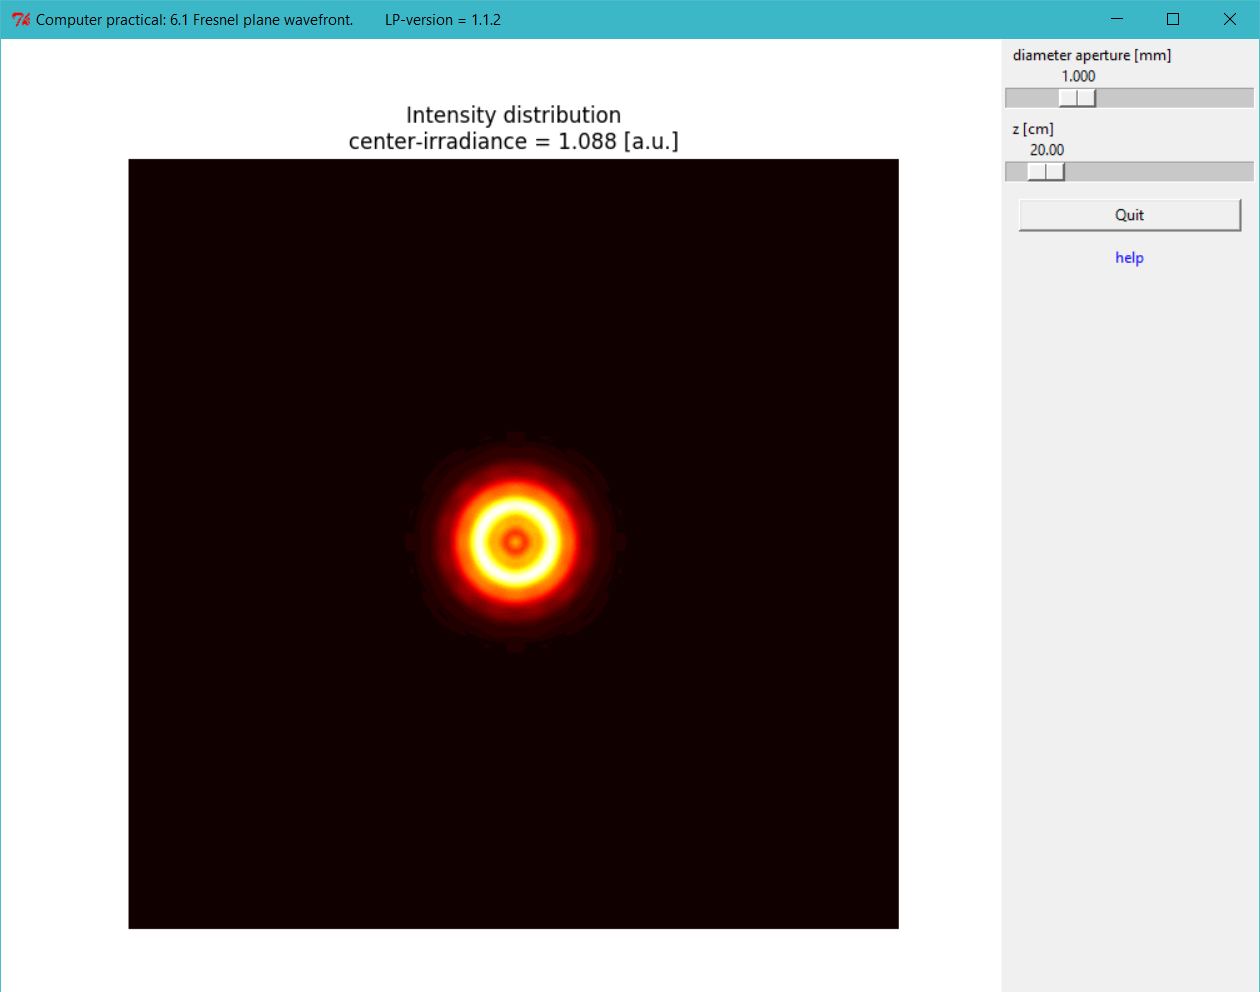 Computer practical: 6.1 Fresnel plane wavefront. LP-version = 1.1.2
Intensity distribution
center-irradiance = 1.088 [a.u.]
diameter aperture [mm]
1.000
z [cm]
20.00
Quit
help